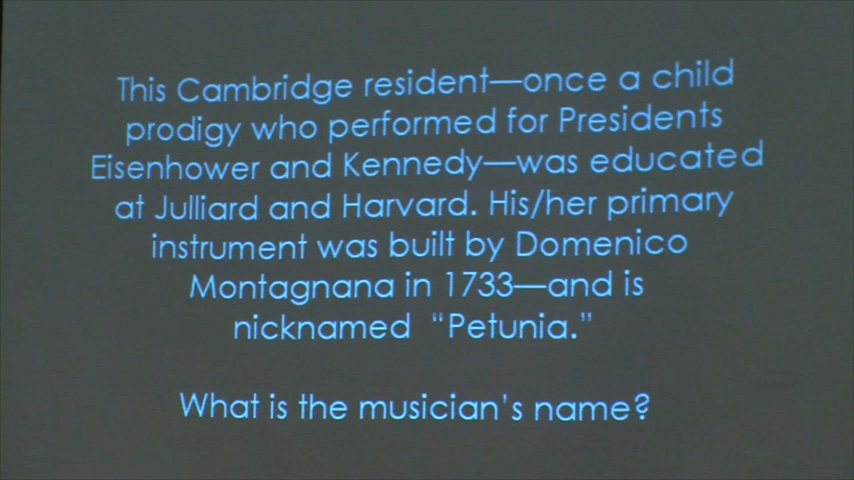 This Cambridge resident—once a child
prodigy who performed for Presidents
Eisenhower and Kennedy—was educated
at Julliard and Harvard. His/her primary
instrument was built by Domenico
Montagnana in 1733—and is
nicknamed "Petunia."
What is the musician's name?